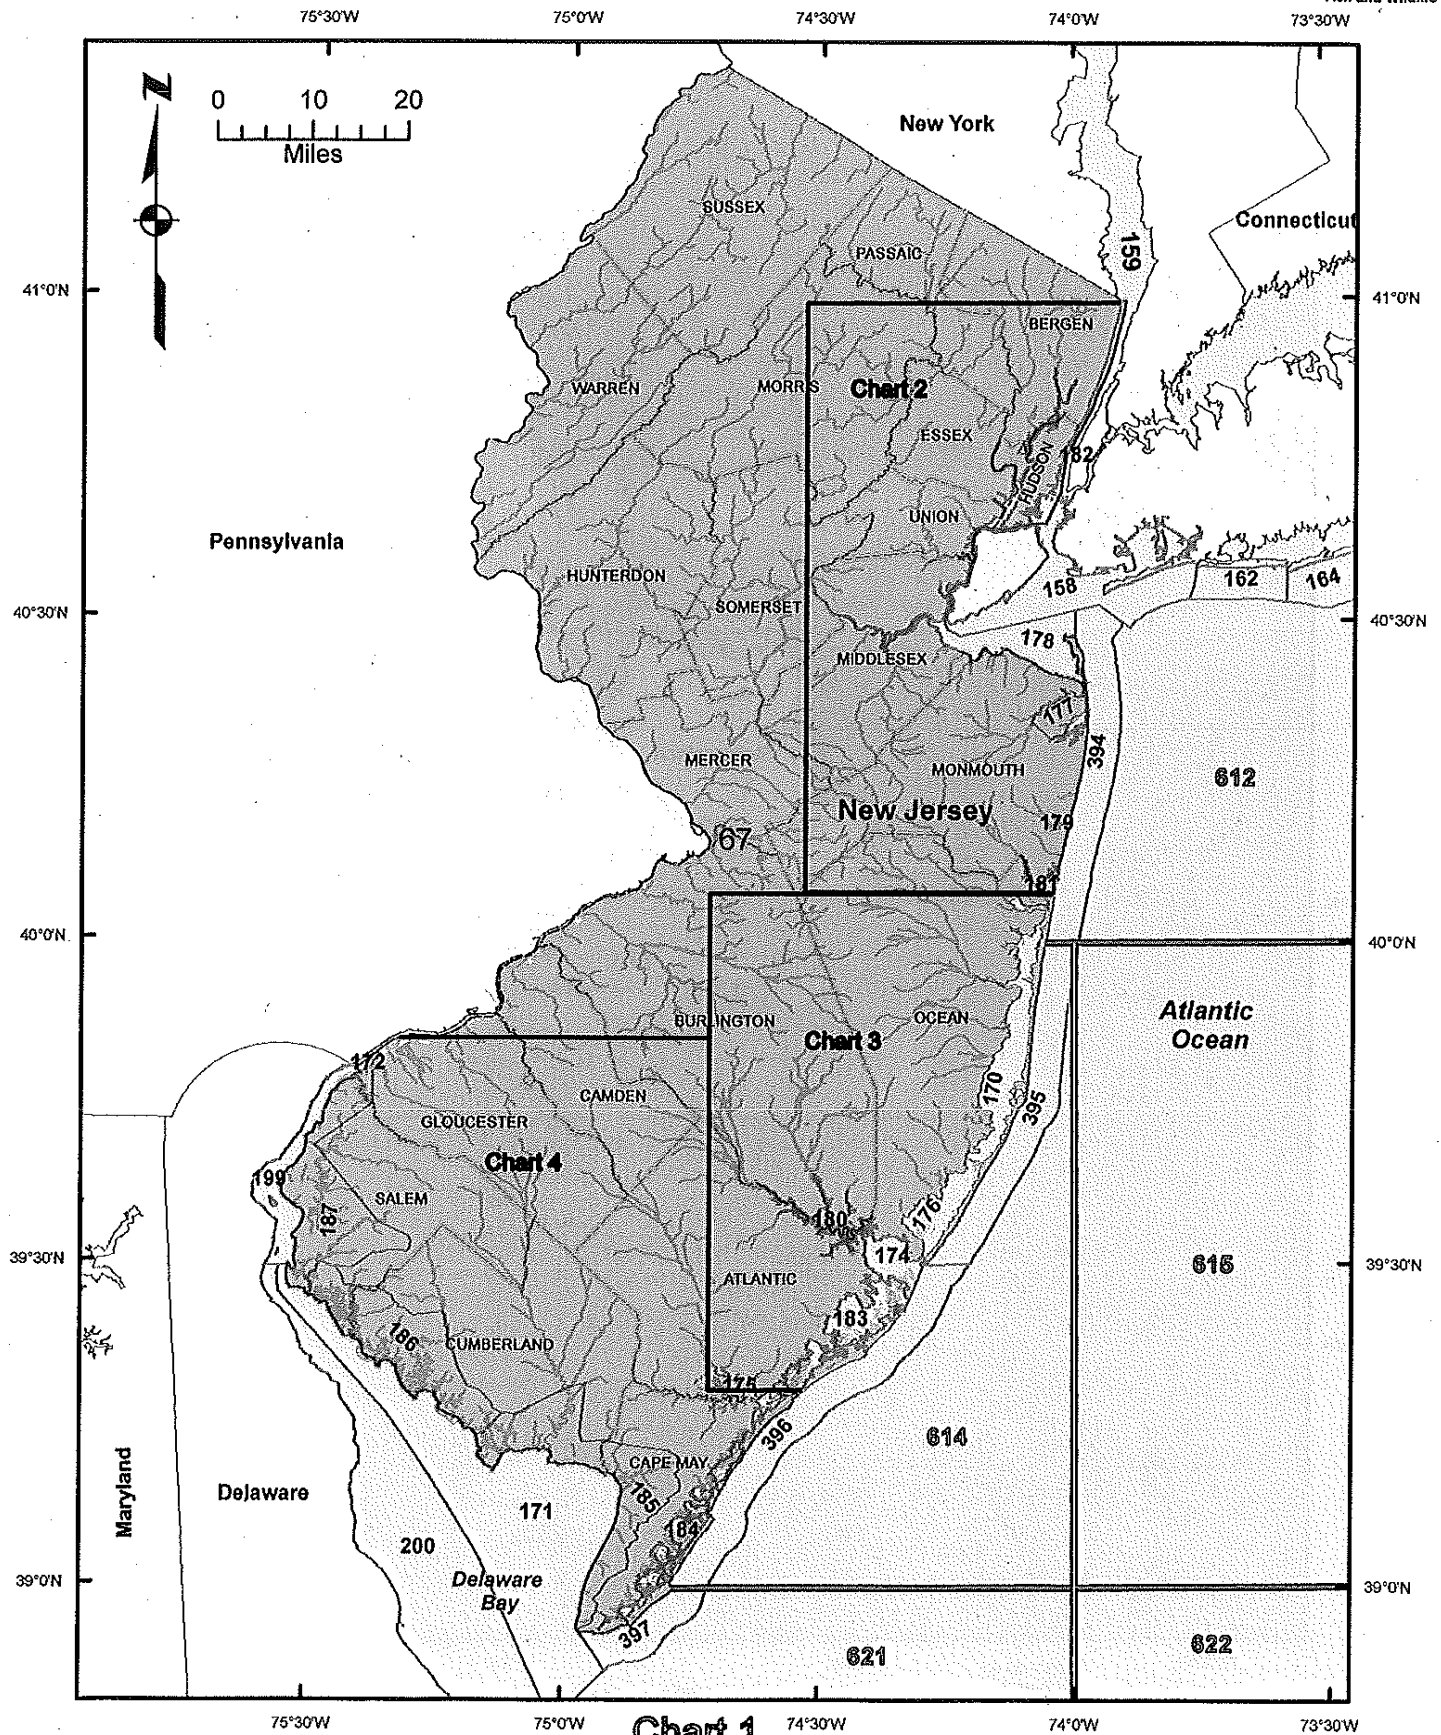 75°30'W 75°0'W 74°30'W 74°0'W 73°30'W
Z
0 10 20
Miles
New York
Connecticut
159
SUSSEX
PASSAIC
41°0'N 41°0'N
BERGEN
WARREN
MORRIS
Chart 2
ESSEX
HUDSON
182
UNION
Pennsylvania
HUNTERDON
SOMERSET
158
162
164
40°30'N 40°30'N
178
MIDDLESEX
177
394
MERCER
MONMOUTH
612
New Jersey
179
67
181
40°0'N 40°0'N
Atlantic
Ocean
BURLINGTON
OCEAN
Chart 3
172
CAMDEN
170
395
GLOUCESTER
Chart 4
199
SALEM
187
180
176
174
39°30'N 39°30'N
615
ATLANTIC
183
186
CUMBERLAND
175
396
614
CAPE MAY
Maryland
Delaware
171
185
184
200
Delaware
Bay
39°0'N 39°0'N
397
621
622
75°30'W 75°0'W 74°30'W 74°0'W 73°30'W
Chart 1